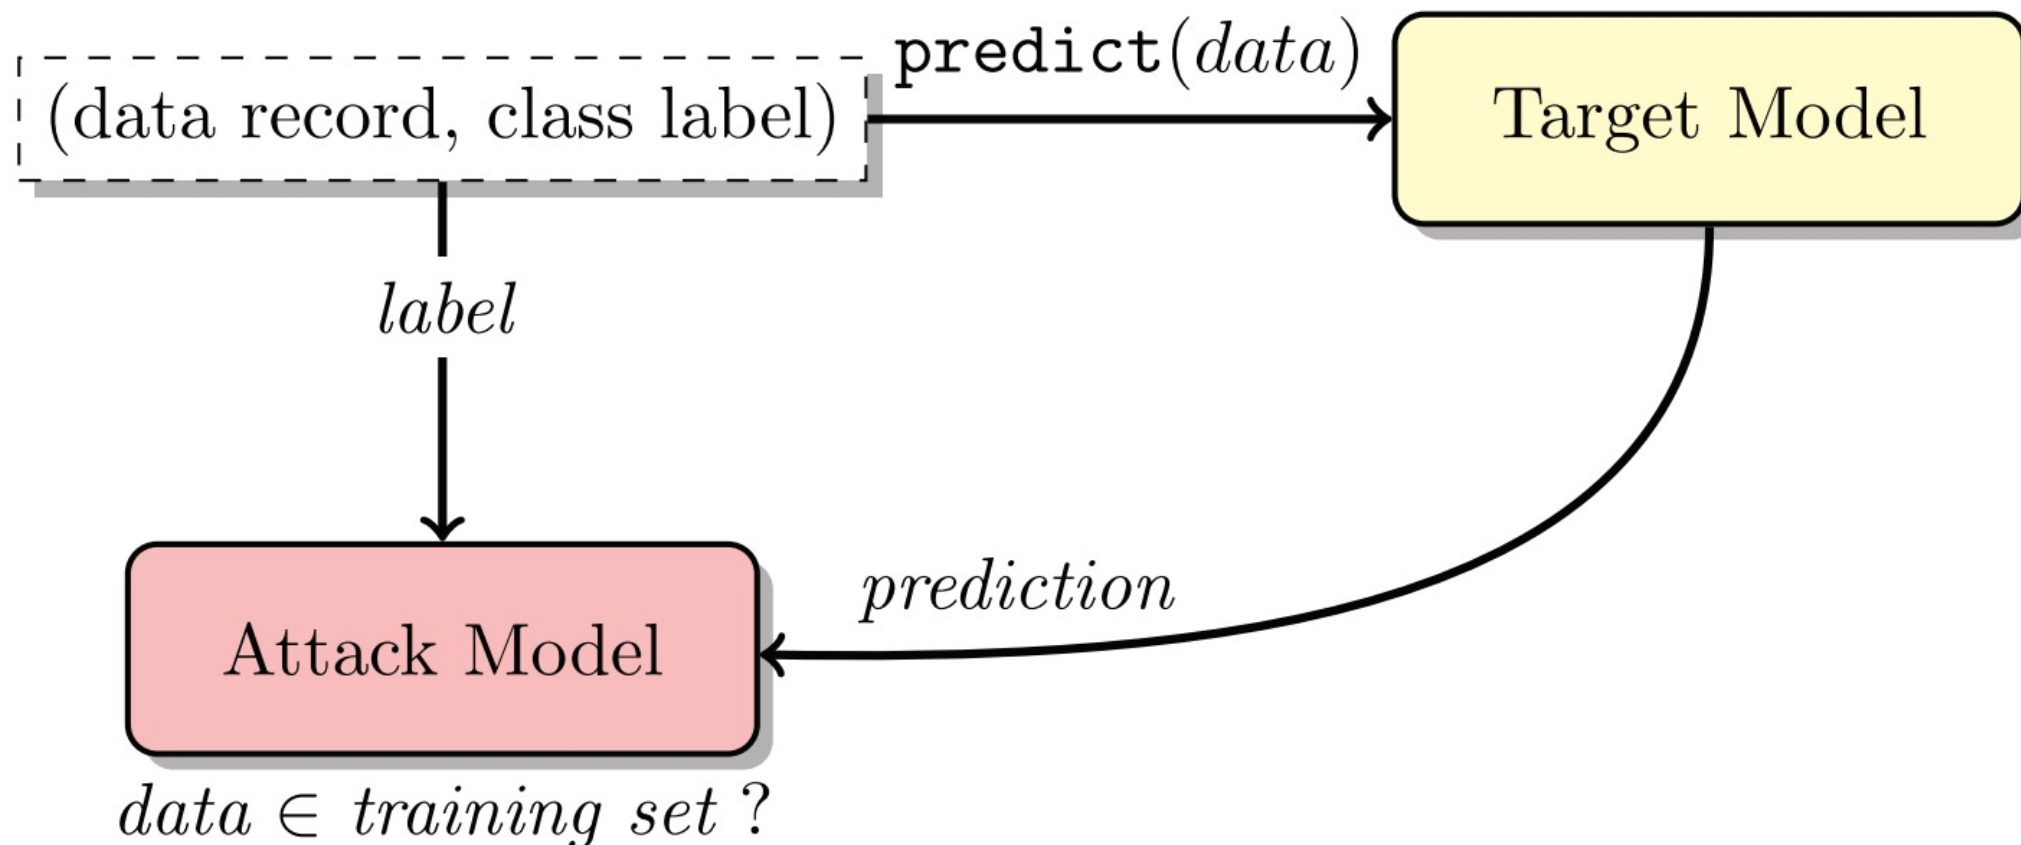 predict(data)
(data record, class label)
Target Model
label
prediction
Attack Model
data ∈ training set ?